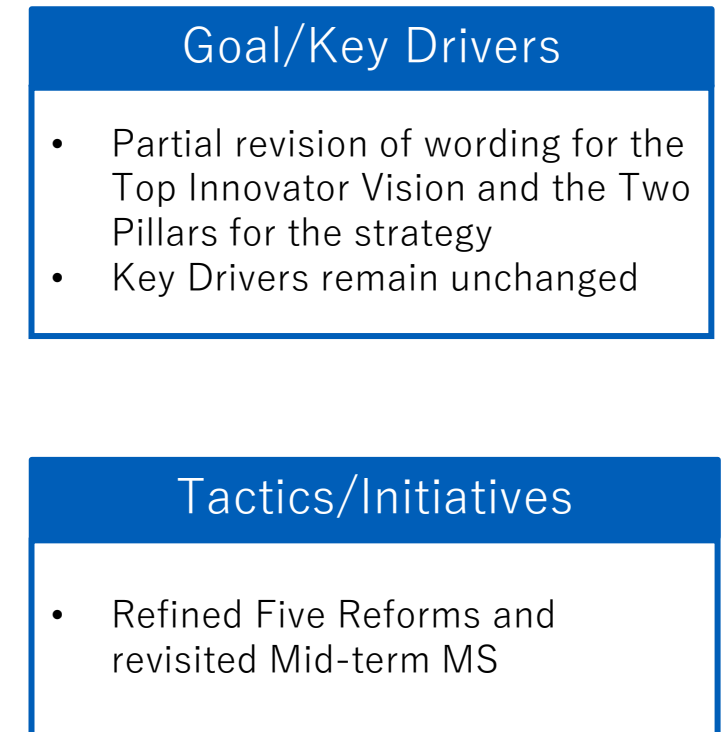 Goal/Key Drivers
• Partial revision of wording for the
Top Innovator Vision and the Two
Pillars for the strategy
• Key Drivers remain unchanged
Tactics/Initiatives
• Refined Five Reforms and
revisited Mid-term MS